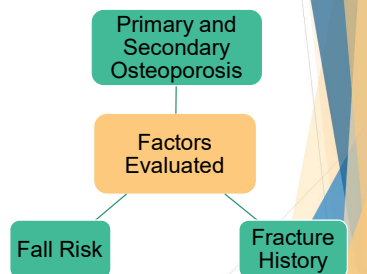 Primary and
Secondary
Osteoporosis
Factors
Evaluated
Fall Risk
Fracture
History